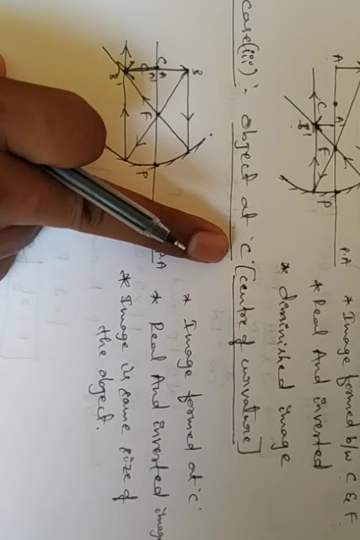 A
C
B'
F
P
P.A
* Image formed b/w C & F.
* Real And inverted
* diminished image
case(iii): object at 'c' [centre of curvature]
B
C
A
A'
B'
F
P
P.A
* Image formed at 'c'
* Real And inverted image
* Image is same size of
the object.